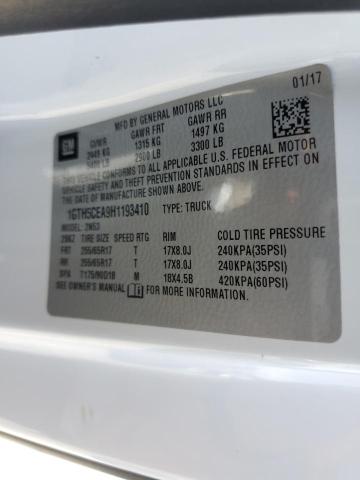 01/17
MFD BY GENERAL MOTORS LLC
GM
GVWR GAWR FRT GAWR RR
2449 KG 1315 KG 1497 KG
5400 LB 2900 LB 3300 LB
THIS VEHICLE CONFORMS TO ALL APPLICABLE U.S. FEDERAL MOTOR
VEHICLE SAFETY AND THEFT PREVENTION STANDARDS IN EFFECT
ON THE DATE OF MANUFACTURE SHOWN ABOVE.
1GTH5CEA9H1193410 TYPE: TRUCK
MODEL: 2N53
TIRE SIZE SPEED RTG RIM COLD TIRE PRESSURE
FRT 255/65R17 T 17X8.0J 240KPA(35PSI)
RR 255/65R17 T 17X8.0J 240KPA(35PSI)
SPA T175/90D18 M 18X4.5B 420KPA(60PSI)
SEE OWNER'S MANUAL FOR MORE INFORMATION.